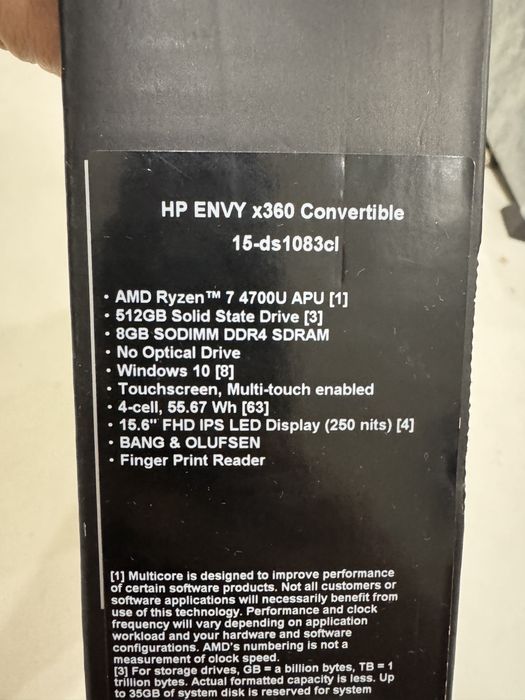 HP ENVY x360 Convertible
15-ds1083cl
• AMD Ryzen™ 7 4700U APU [1]
• 512GB Solid State Drive [3]
• 8GB SODIMM DDR4 SDRAM
• No Optical Drive
• Windows 10 [8]
• Touchscreen, Multi-touch enabled
• 4-cell, 55.67 Wh [63]
• 15.6" FHD IPS LED Display (250 nits) [4]
• BANG & OLUFSEN
• Finger Print Reader
[1] Multicore is designed to improve performance
of certain software products. Not all customers or
software applications will necessarily benefit from
use of this technology. Performance and clock
frequency will vary depending on application
workload and your hardware and software
configurations. AMD's numbering is not a
measurement of clock speed.
[3] For storage drives, GB = a billion bytes, TB = 1
trillion bytes. Actual formatted capacity is less. Up
to 35GB of system disk is reserved for system